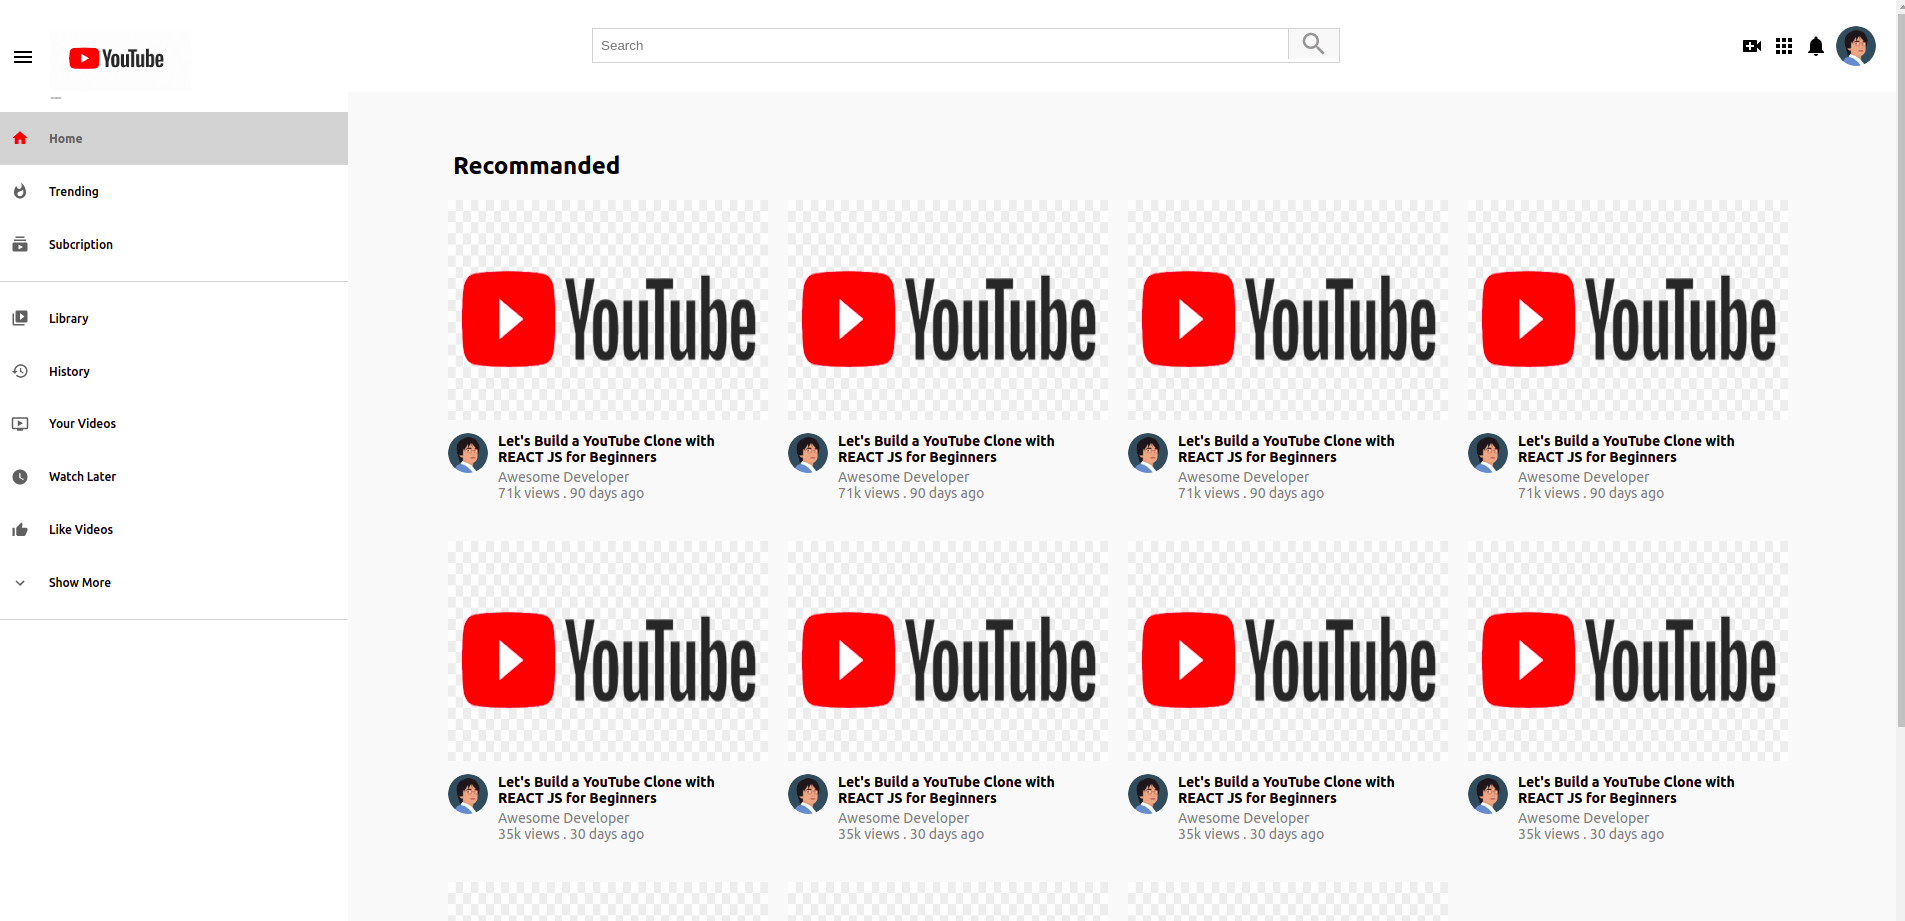 YouTube
Search
Home
Trending
Subcription
Library
History
Your Videos
Watch Later
Like Videos
Show More
Recommanded
YouTube
YouTube
YouTube
YouTube
Let's Build a YouTube Clone with
REACT JS for Beginners
Awesome Developer
71k views . 90 days ago
Let's Build a YouTube Clone with
REACT JS for Beginners
Awesome Developer
71k views . 90 days ago
Let's Build a YouTube Clone with
REACT JS for Beginners
Awesome Developer
71k views . 90 days ago
Let's Build a YouTube Clone with
REACT JS for Beginners
Awesome Developer
71k views . 90 days ago
YouTube
YouTube
YouTube
YouTube
Let's Build a YouTube Clone with
REACT JS for Beginners
Awesome Developer
35k views . 30 days ago
Let's Build a YouTube Clone with
REACT JS for Beginners
Awesome Developer
35k views . 30 days ago
Let's Build a YouTube Clone with
REACT JS for Beginners
Awesome Developer
35k views . 30 days ago
Let's Build a YouTube Clone with
REACT JS for Beginners
Awesome Developer
35k views . 30 days ago